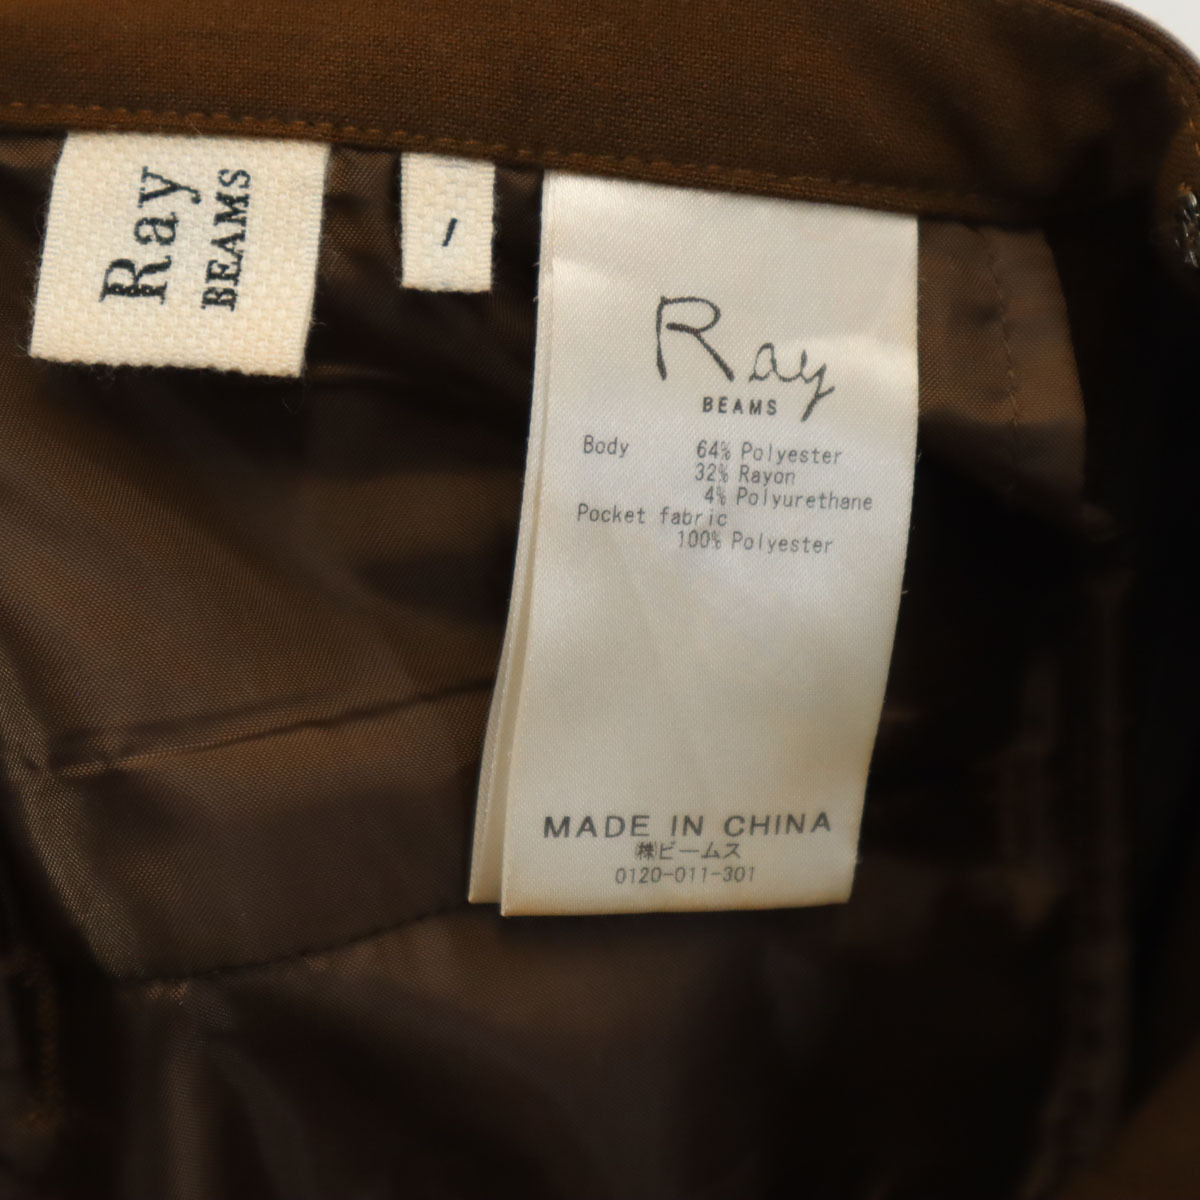 Ray
BEAMS
1
Ray
BEAMS
Body 64% Polyester
32% Rayon
4% Polyurethane
Pocket fabric
100% Polyester
MADE IN CHINA
㈱ビームス
0120-011-301